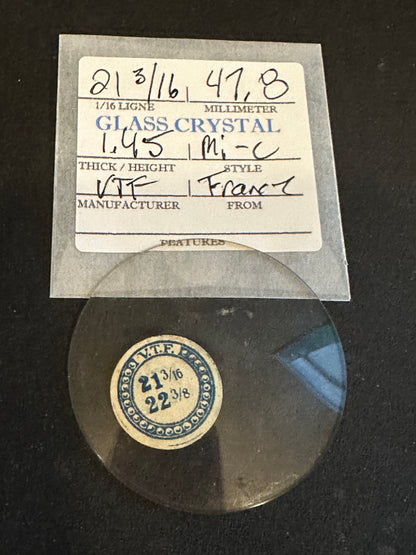 21 3/16 47,8
1/16 LIGNE MILLIMETER
GLASS CRYSTAL
1.45 Mi-C
THICK / HEIGHT STYLE
VTF France
MANUFACTURER FROM
FEATURES
V.T.F.
21 3/16
22 3/8